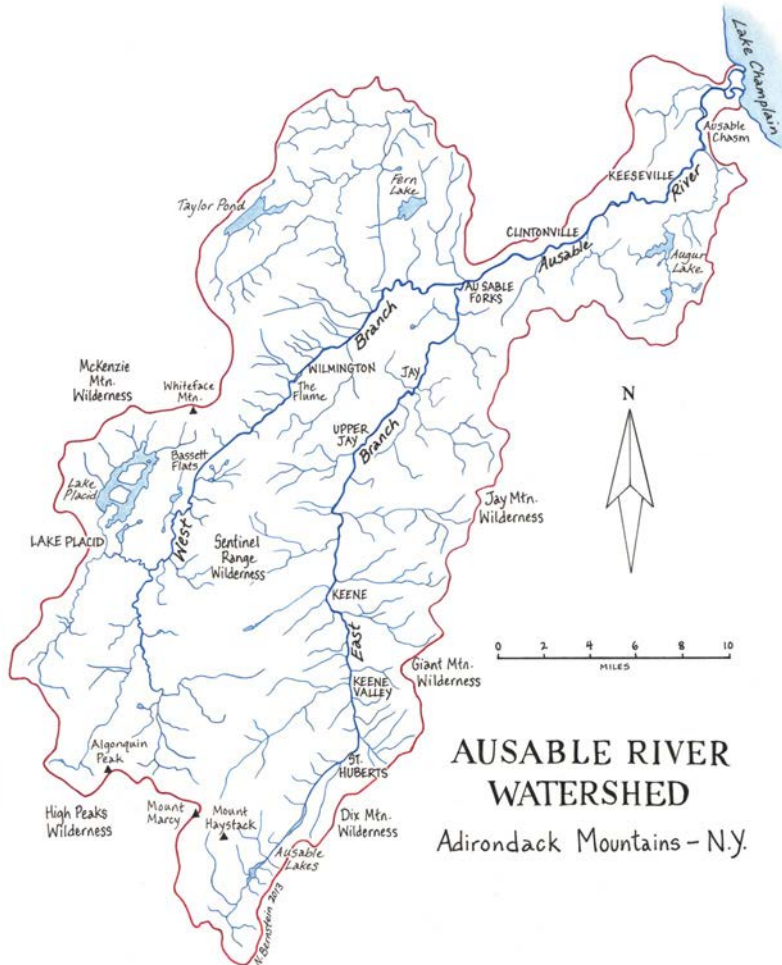 Lake Champlain
Ausable
Chasm
KEESEVILLE
River
Fern
Lake
Taylor Pond
CLINTONVILLE
Ausable
Augur
Lake
AUSABLE
FORKS
Branch
McKenzie
Mtn.
Wilderness
Whiteface
Mtn.
WILMINGTON
The
Flume
JAY
N
UPPER
JAY
Branch
Bassett
Flats
Lake
Placid
Jay Mtn.
Wilderness
LAKE PLACID
West
Sentinel
Range
Wilderness
KEENE
East
0 2 4 6 8 10
MILES
Giant Mtn.
Wilderness
KEENE
VALLEY
Algonquin
Peak
ST.
HUBERTS
AUSABLE RIVER
WATERSHED
Adirondack Mountains - N.Y.
High Peaks
Wilderness
Mount
Marcy
Mount
Haystack
Dix Mtn.
Wilderness
Ausable
Lakes
N. Bernstein 2013